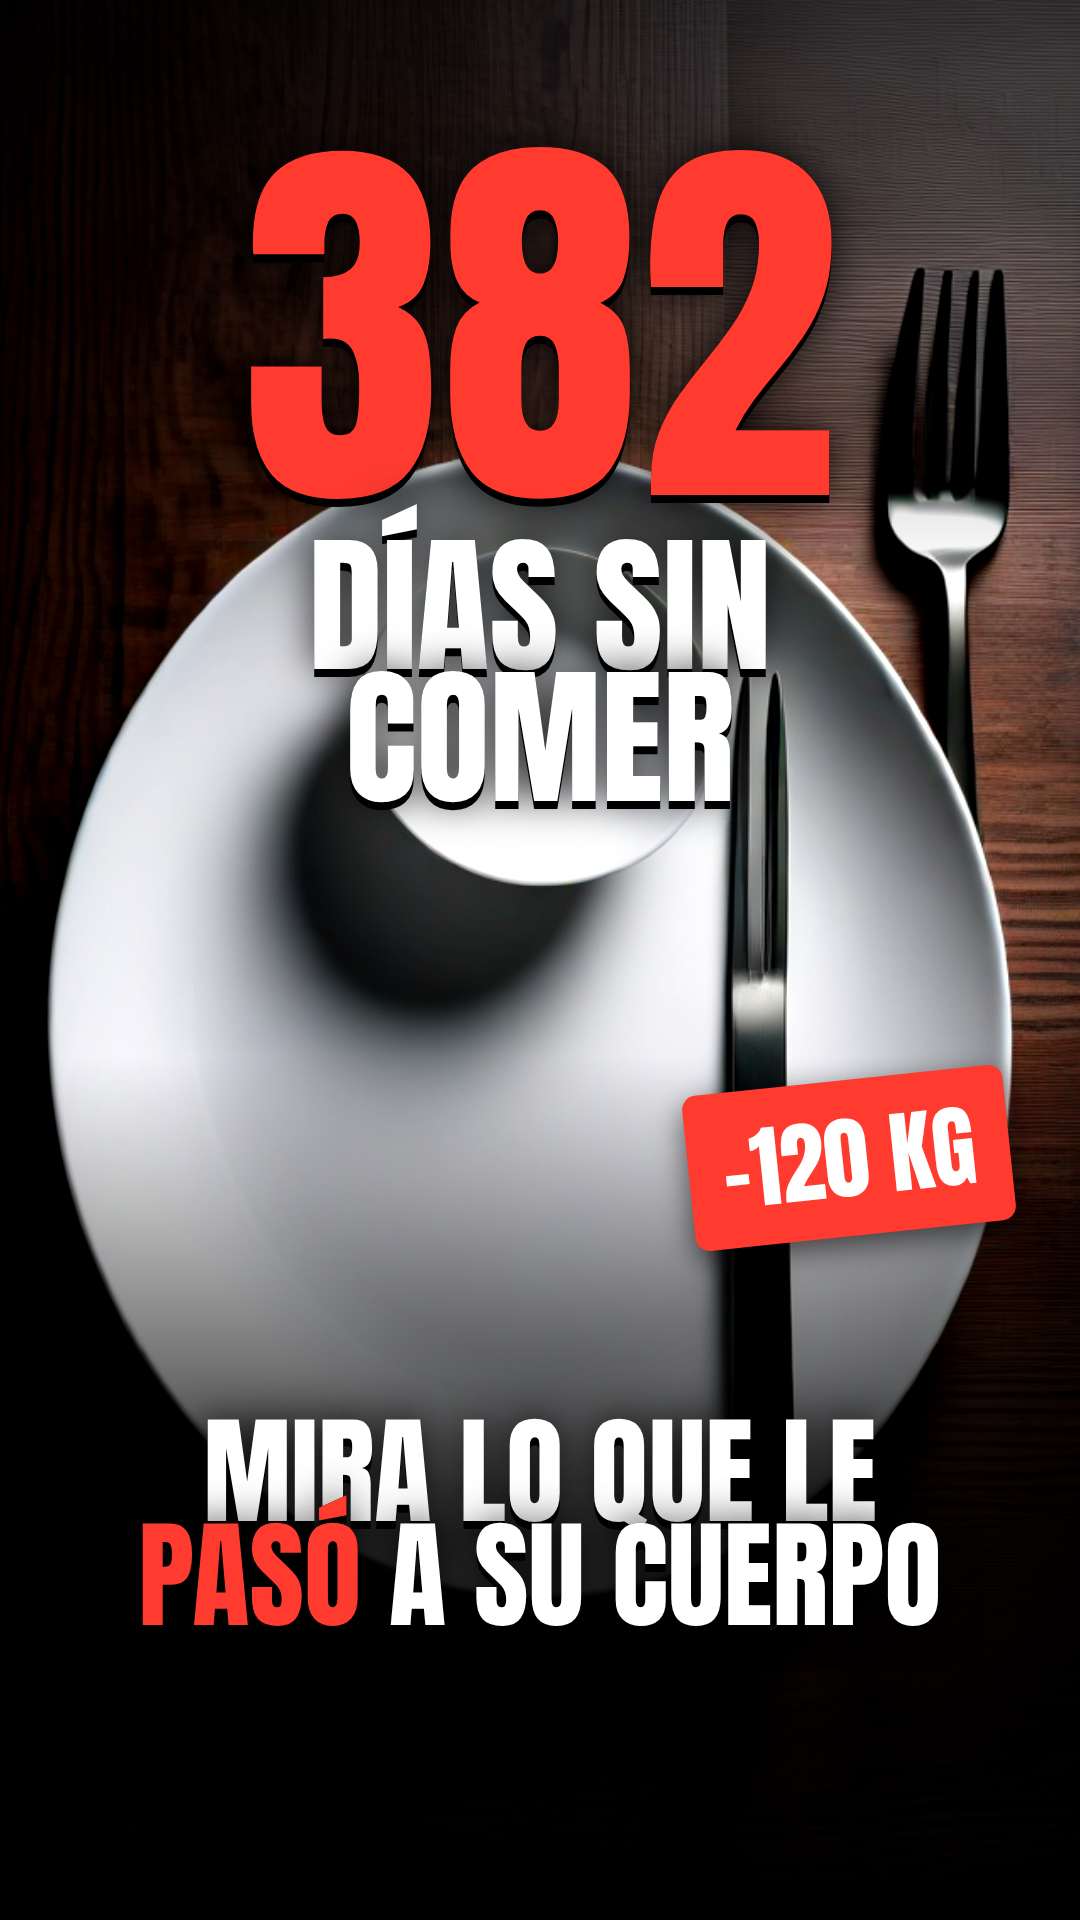 382
DÍAS SIN
COMER
-120 KG
MIRA LO QUE LE
PASÓ A SU CUERPO